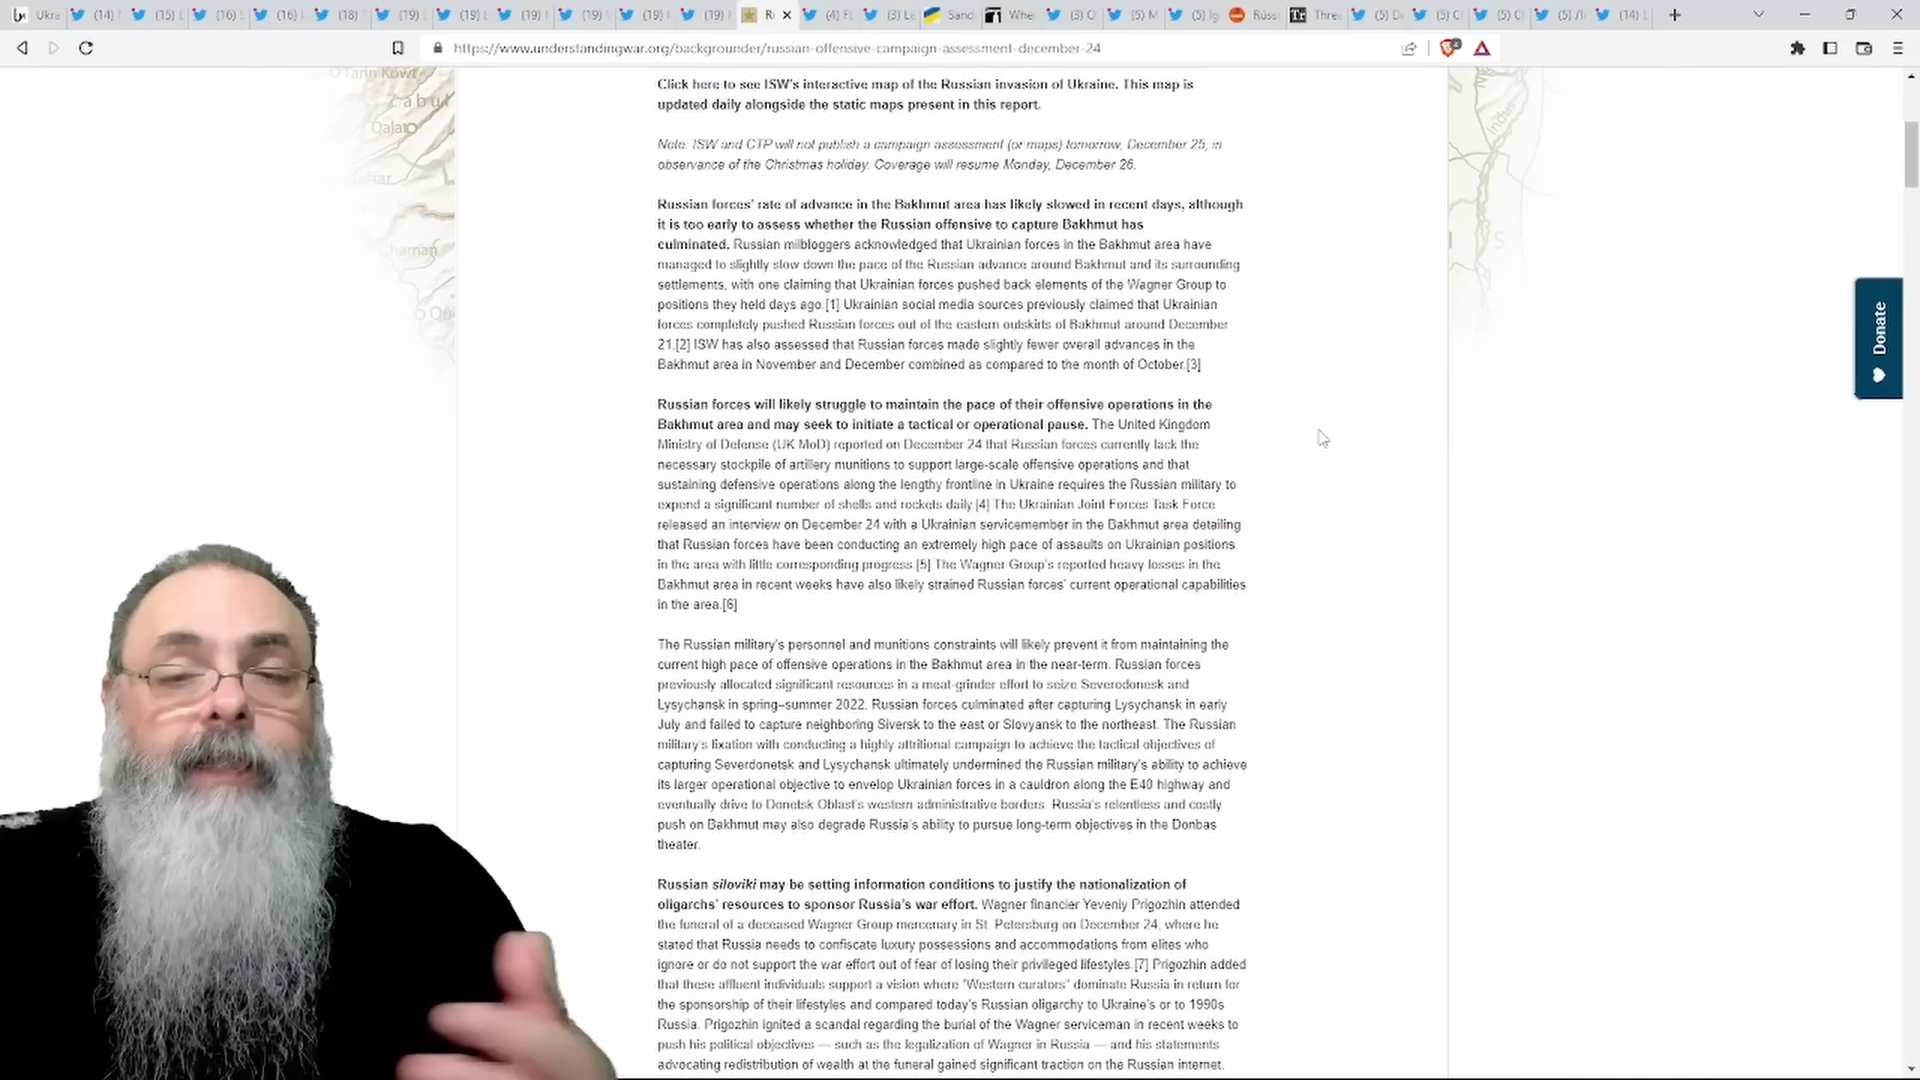 Ukra
(14)
(15) L
(16) S
(16) I
(18) "
(19) L
(19) E
(19) I
(19) \
(19) I
(19) I
R
(4) F
(3) L
Sand
Whe
(3) O
(5) M
(5) Ig
Russ
Thre
(5) D
(5) C
(5) C
(5) Л
(14) L
https://www.understandingwar.org/backgrounder/russian-offensive-campaign-assessment-december-24
Click here to see ISW's interactive map of the Russian invasion of Ukraine. This map is
updated daily alongside the static maps present in this report.
Note: ISW and CTP will not publish a campaign assessment (or maps) tomorrow, December 25, in
observance of the Christmas holiday. Coverage will resume Monday, December 26.
Russian forces' rate of advance in the Bakhmut area has likely slowed in recent days, although
it is too early to assess whether the Russian offensive to capture Bakhmut has
culminated. Russian milbloggers acknowledged that Ukrainian forces in the Bakhmut area have
managed to slightly slow down the pace of the Russian advance around Bakhmut and its surrounding
settlements, with one claiming that Ukrainian forces pushed back elements of the Wagner Group to
positions they held days ago.[1] Ukrainian social media sources previously claimed that Ukrainian
forces completely pushed Russian forces out of the eastern outskirts of Bakhmut around December
21.[2] ISW has also assessed that Russian forces made slightly fewer overall advances in the
Bakhmut area in November and December combined as compared to the month of October.[3]
Russian forces will likely struggle to maintain the pace of their offensive operations in the
Bakhmut area and may seek to initiate a tactical or operational pause. The United Kingdom
Ministry of Defense (UK MoD) reported on December 24 that Russian forces currently lack the
necessary stockpile of artillery munitions to support large-scale offensive operations and that
sustaining defensive operations along the lengthy frontline in Ukraine requires the Russian military to
expend a significant number of shells and rockets daily.[4] The Ukrainian Joint Forces Task Force
released an interview on December 24 with a Ukrainian servicemember in the Bakhmut area detailing
that Russian forces have been conducting an extremely high pace of assaults on Ukrainian positions
in the area with little corresponding progress.[5] The Wagner Group's reported heavy losses in the
Bakhmut area in recent weeks have also likely strained Russian forces' current operational capabilities
in the area.[6]
The Russian military's personnel and munitions constraints will likely prevent it from maintaining the
current high pace of offensive operations in the Bakhmut area in the near-term. Russian forces
previously allocated significant resources in a meat-grinder effort to seize Severodonesk and
Lysychansk in spring–summer 2022. Russian forces culminated after capturing Lysychansk in early
July and failed to capture neighboring Siversk to the east or Slovyansk to the northeast. The Russian
military's fixation with conducting a highly attritional campaign to achieve the tactical objectives of
capturing Severdonetsk and Lysychansk ultimately undermined the Russian military's ability to achieve
its larger operational objective to envelop Ukrainian forces in a cauldron along the E40 highway and
eventually drive to Donetsk Oblast's western administrative borders. Russia's relentless and costly
push on Bakhmut may also degrade Russia's ability to pursue long-term objectives in the Donbas
theater.
Russian siloviki may be setting information conditions to justify the nationalization of
oligarchs' resources to sponsor Russia's war effort. Wagner financier Yevgeniy Prigozhin attended
the funeral of a deceased Wagner Group mercenary in St. Petersburg on December 24, where he
stated that Russia needs to confiscate luxury possessions and accommodations from elites who
ignore or do not support the war effort out of fear of losing their privileged lifestyles.[7] Prigozhin added
that these affluent individuals support a vision where "Western curators" dominate Russia in return for
the sponsorship of their lifestyles and compared today's Russian oligarchy to Ukraine's or to 1990s
Russia. Prigozhin ignited a scandal regarding the burial of the Wagner serviceman in recent weeks to
push his political objectives — such as the legalization of Wagner in Russia — and his statements
advocating redistribution of wealth at the funeral gained significant traction on the Russian internet.
Donate
Zabul
Qalat
Chaman
Indus